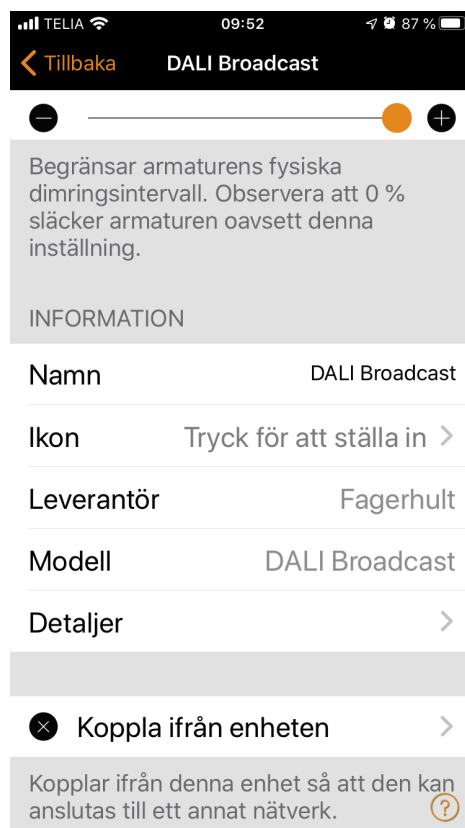 TELIA 09:52 87 %
Tillbaka DALI Broadcast
Begränsar armaturens fysiska
dimringsintervall. Observera att 0 %
släcker armaturen oavsett denna
inställning.
INFORMATION
Namn DALI Broadcast
Ikon Tryck för att ställa in
Leverantör Fagerhult
Modell DALI Broadcast
Detaljer
Koppla ifrån enheten
Kopplar ifrån denna enhet så att den kan
anslutas till ett annat nätverk.
?